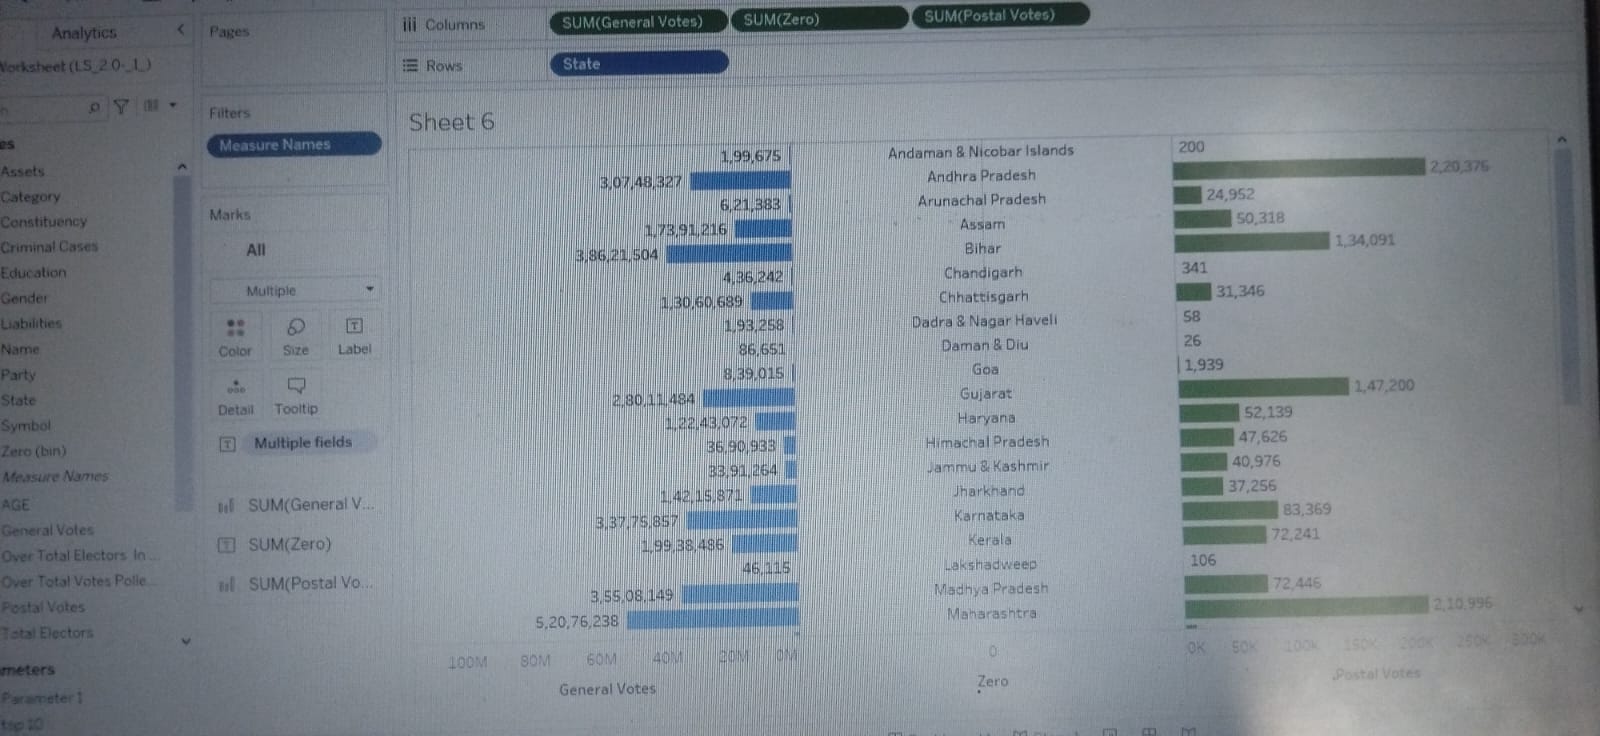 Columns SUM(General Votes) SUM(Zero) SUM(Postal Votes)
Analytics
Pages
Rows State
Filters
Measure Names
Sheet 6
Assets
Category
Constituency
Criminal Cases
Education
Gender
Liabilities
Name
Party
State
Symbol
Zero (bin)
Measure Names
AGE
General Votes
Over Total Electors In ...
Over Total Votes Polle...
Postal Votes
Total Electors
meters
Parameter 1
top 10
Marks
All
Multiple
Color Size Label
Detail Tooltip
Multiple fields
SUM(General V...
SUM(Zero)
SUM(Postal Vo...
1,99,675 Andaman & Nicobar Islands 200
3,07,48,327 Andhra Pradesh 2,20,376
6,21,383 Arunachal Pradesh 24,952
1,73,91,216 Assam 50,318
3,86,21,504 Bihar 1,34,091
4,36,242 Chandigarh 341
1,30,60,689 Chhattisgarh 31,346
1,93,258 Dadra & Nagar Haveli 58
86,651 Daman & Diu 26
8,39,015 Goa 1,939
2,80,11,484 Gujarat 1,47,200
1,22,43,072 Haryana 52,139
36,90,933 Himachal Pradesh 47,626
33,91,264 Jammu & Kashmir 40,976
1,42,15,871 Jharkhand 37,256
3,37,75,857 Karnataka 83,369
1,99,38,486 Kerala 72,241
46,115 Lakshadweep 106
3,55,08,149 Madhya Pradesh 72,446
5,20,76,238 Maharashtra 2,10,996
100M 80M 60M 40M 20M 0M 0 0K 50K 100K 150K 200K 250K 300K
General Votes Zero Postal Votes